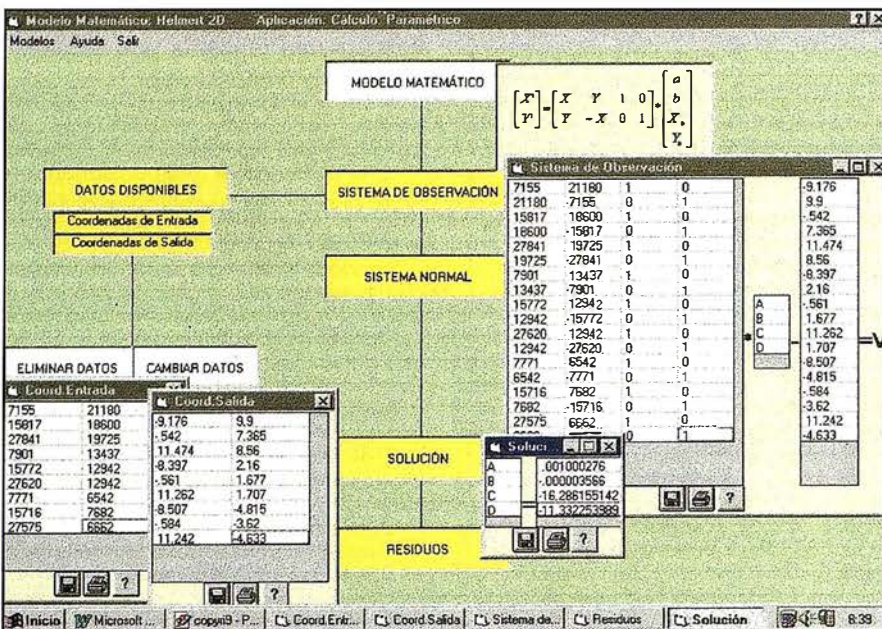 Modelo Matemático: Helmert 2D Aplicación: Cálculo Paramétrico
Modelos Ayuda Salir
MODELO MATEMÁTICO
X' Y' = X Y 1 0 Y -X 0 1 * a b X₀ Y₀
DATOS DISPONIBLES
Coordenadas de Entrada
Coordenadas de Salida
SISTEMA DE OBSERVACIÓN
SISTEMA NORMAL
ELIMINAR DATOS CAMBIAR DATOS
SOLUCIÓN
RESIDUOS
Sistema de Observación
7155 21180 1 0
21180 -7155 0 1
15817 18600 1 0
18600 -15817 0 1
27841 19725 1 0
19725 -27841 0 1
7901 13437 1 0
13437 -7901 0 1
15772 12942 1 0
12942 -15772 0 1
27620 12942 1 0
12942 -27620 0 1
7771 6542 1 0
6542 -7771 0 1
15716 7682 1 0
7682 -15716 0 1
27575 6662 1 0
0 1
*
A
B
C
D
-
-9.176
9.9
-.542
7.365
11.474
8.56
-8.397
2.16
-.561
1.677
11.262
1.707
-8.507
-4.815
-.584
-3.62
11.242
-4.633
=V
?
Coord.Entrada
7155 21180
15817 18600
27841 19725
7901 13437
15772 12942
27620 12942
7771 6542
15716 7682
27575 6662
?
Coord.Salida
-9.176 9.9
-.542 7.365
11.474 8.56
-8.397 2.16
-.561 1.677
11.262 1.707
-8.507 -4.815
-.584 -3.62
11.242 -4.633
?
Soluci...
A .001000276
B -.000003566
C -16.286155142
D -11.332253989
=
?
Inicio Microsoft ... copyri9 - P... Coord.Entr... Coord.Salida Sistema de... Residuos Solución 8:39